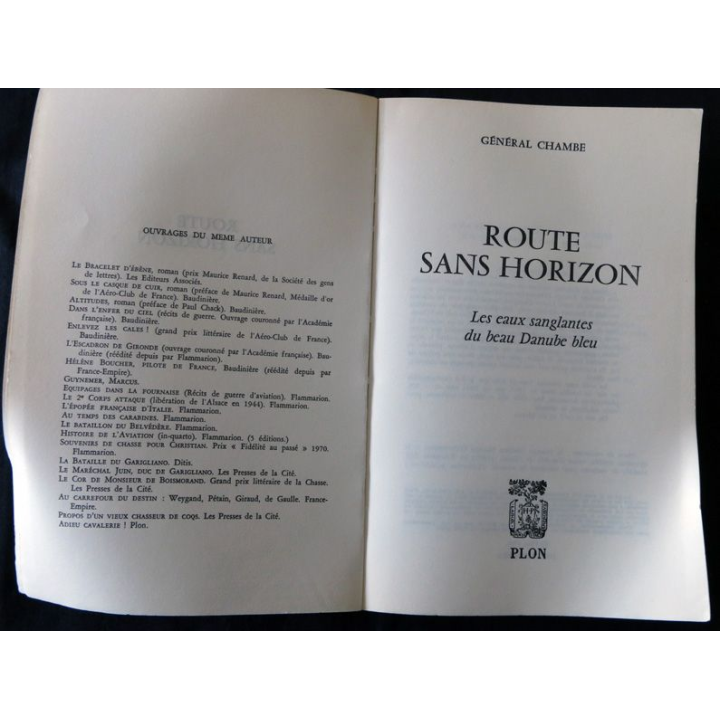 OUVRAGES DU MEME AUTEUR
LE BRACELET D'ÉBÈNE, roman (prix Maurice Renard, de la Société des gens
de lettres). Les Editeurs Associés.
SOUS LE CASQUE DE CUIR, roman (préface de Maurice Renard, Médaille d'or
de l'Aéro-Club de France). Baudinière.
ALTITUDES, roman (préface de Paul Chack). Baudinière.
DANS L'ENFER DU CIEL (récits de guerre. Ouvrage couronné par l'Académie
française). Baudinière.
ENLEVEZ LES CALES ! (grand prix littéraire de l'Aéro-Club de France).
Baudinière.
L'ESCADRON DE GIRONDE (ouvrage couronné par l'Académie française). Bau-
dinière (réédité depuis par Flammarion).
HÉLÈNE BOUCHER, PILOTE DE FRANCE, Baudinière (réédité depuis par
France-Empire).
GUYNEMER, MARCUS.
EQUIPAGES DANS LA FOURNAISE (Récits de guerre d'aviation). Flammarion.
LE 2e CORPS ATTAQUE (libération de l'Alsace en 1944). Flammarion.
L'ÉPOPÉE FRANÇAISE D'ITALIE. Flammarion.
AU TEMPS DES CARABINES. Flammarion.
LE BATAILLON DU BELVÉDÈRE. Flammarion.
HISTOIRE DE L'AVIATION (in-quarto). Flammarion. (5 éditions.)
SOUVENIRS DE CHASSE POUR CHRISTIAN. Prix « Fidélité au passé » 1970.
Flammarion.
LA BATAILLE DU GARIGLIANO. Ditis.
LE MARÉCHAL JUIN, DUC DE GARIGLIANO. Les Presses de la Cité.
LE COR DE MONSIEUR DE BOISMORAND. Grand prix littéraire de la Chasse.
Les Presses de la Cité.
AU CARREFOUR DU DESTIN : Weygand, Pétain, Giraud, de Gaulle. France-
Empire.
PROPOS D'UN VIEUX CHASSEUR DE COQS. Les Presses de la Cité.
ADIEU CAVALERIE ! Plon.
GÉNÉRAL CHAMBE
ROUTE
SANS HORIZON
Les eaux sanglantes
du beau Danube bleu
PLON